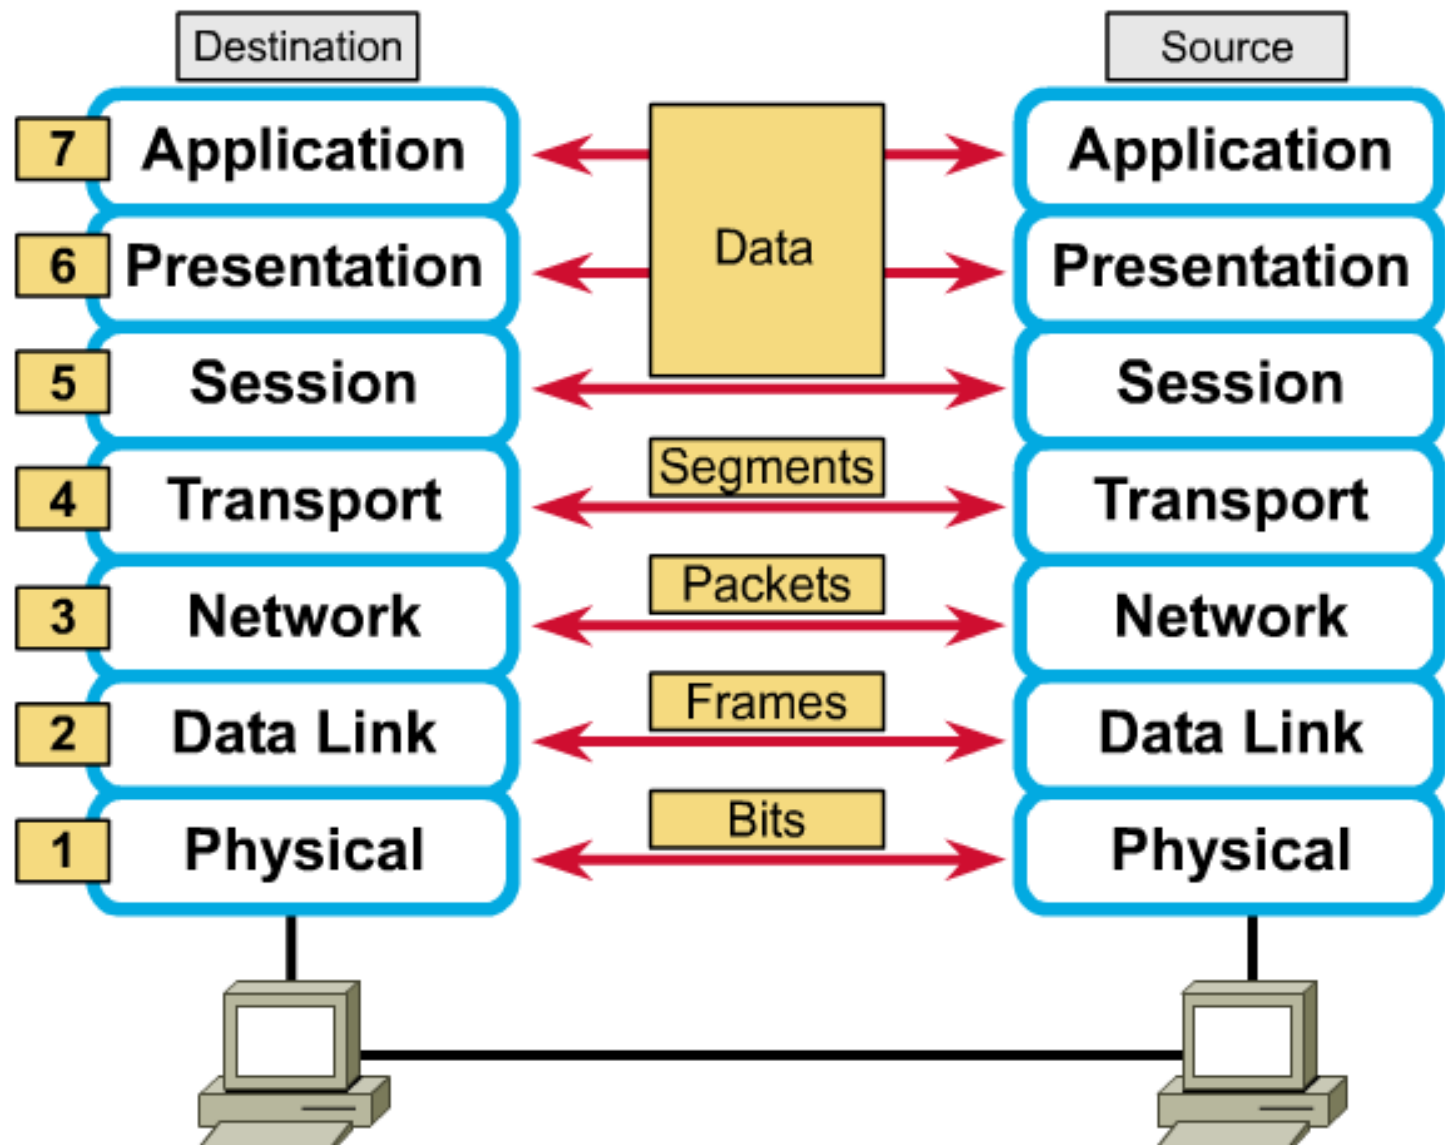 Destination
Source
7
Application
Data
Application
6
Presentation
Presentation
5
Session
Session
4
Transport
Segments
Transport
3
Network
Packets
Network
2
Data Link
Frames
Data Link
1
Physical
Bits
Physical